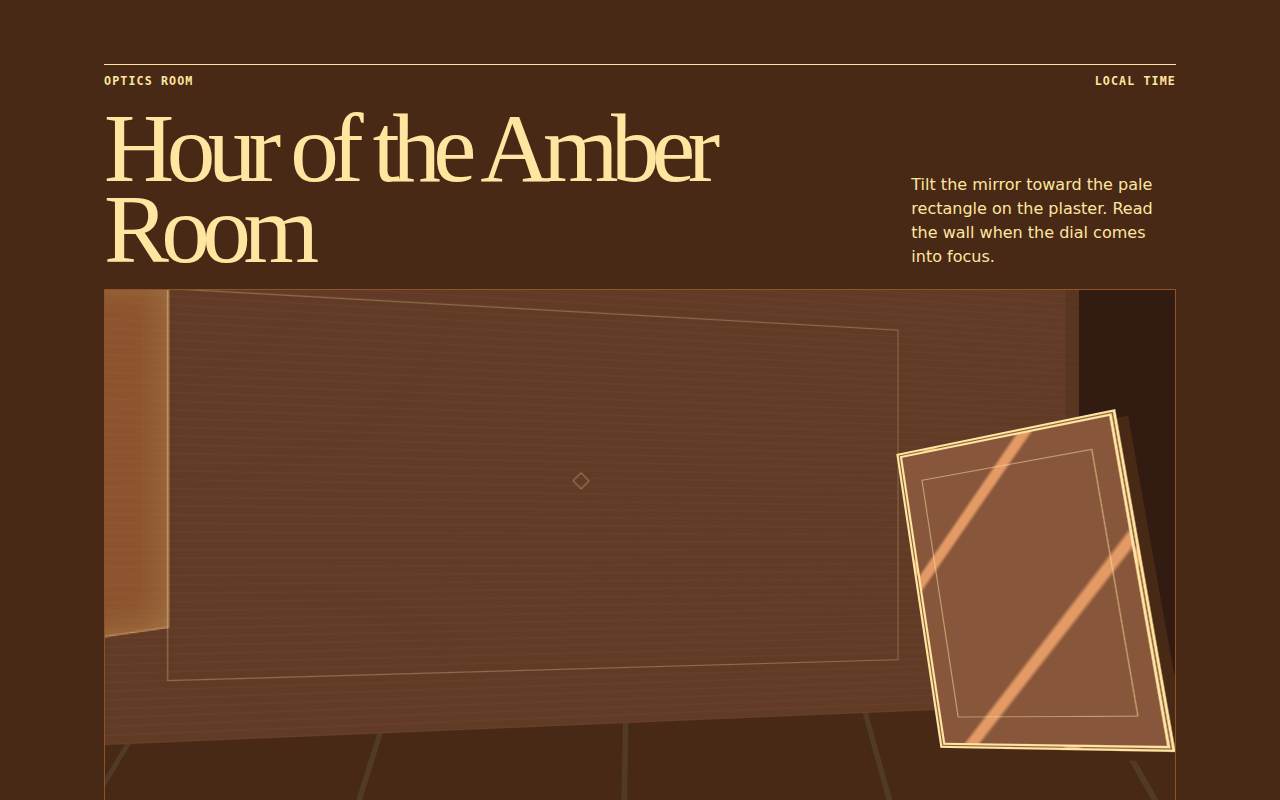 OPTICS ROOM
LOCAL TIME
Hour of the Amber
Room
Tilt the mirror toward the pale
rectangle on the plaster. Read
the wall when the dial comes
into focus.